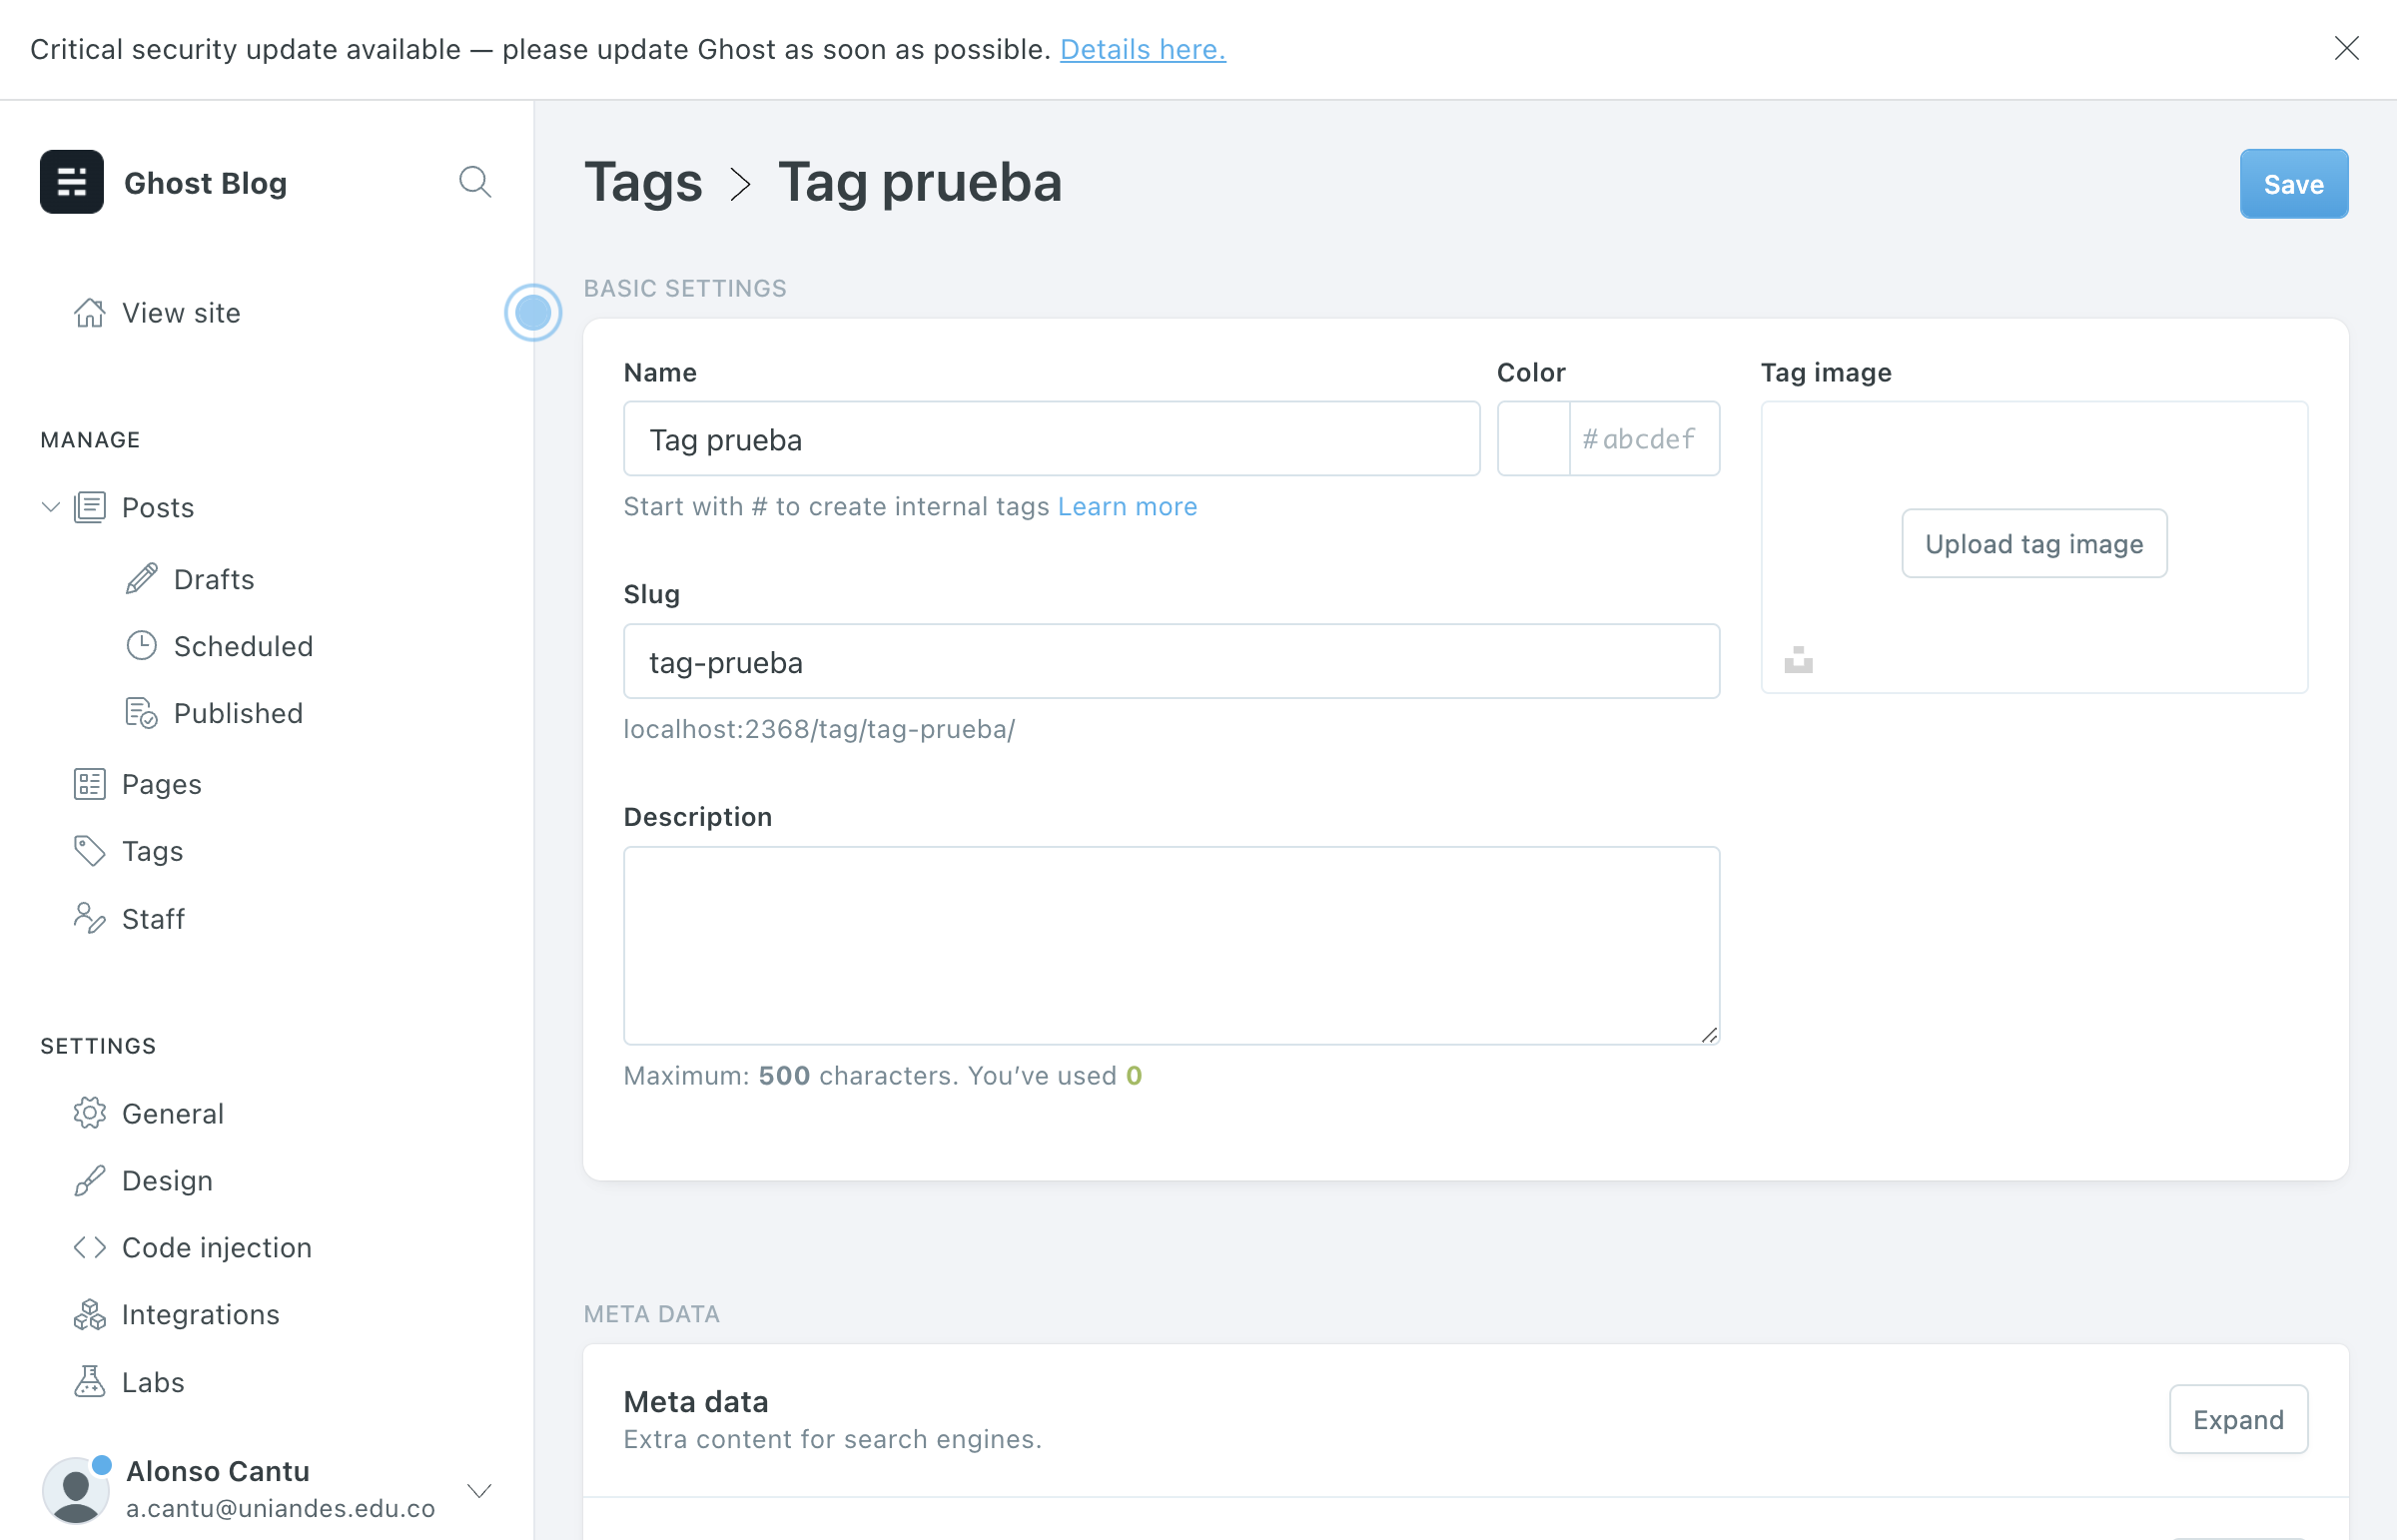 Critical security update available — please update Ghost as soon as possible. Details here.
Ghost Blog
View site
MANAGE
Posts
Drafts
Scheduled
Published
Pages
Tags
Staff
SETTINGS
General
Design
Code injection
Integrations
Labs
Alonso Cantu
a.cantu@uniandes.edu.co
Tags > Tag prueba
Save
BASIC SETTINGS
Name
Tag prueba
Start with # to create internal tags Learn more
Color
#abcdef
Tag image
Upload tag image
Slug
tag-prueba
localhost:2368/tag/tag-prueba/
Description
Maximum: 500 characters. You’ve used 0
META DATA
Meta data
Extra content for search engines.
Expand